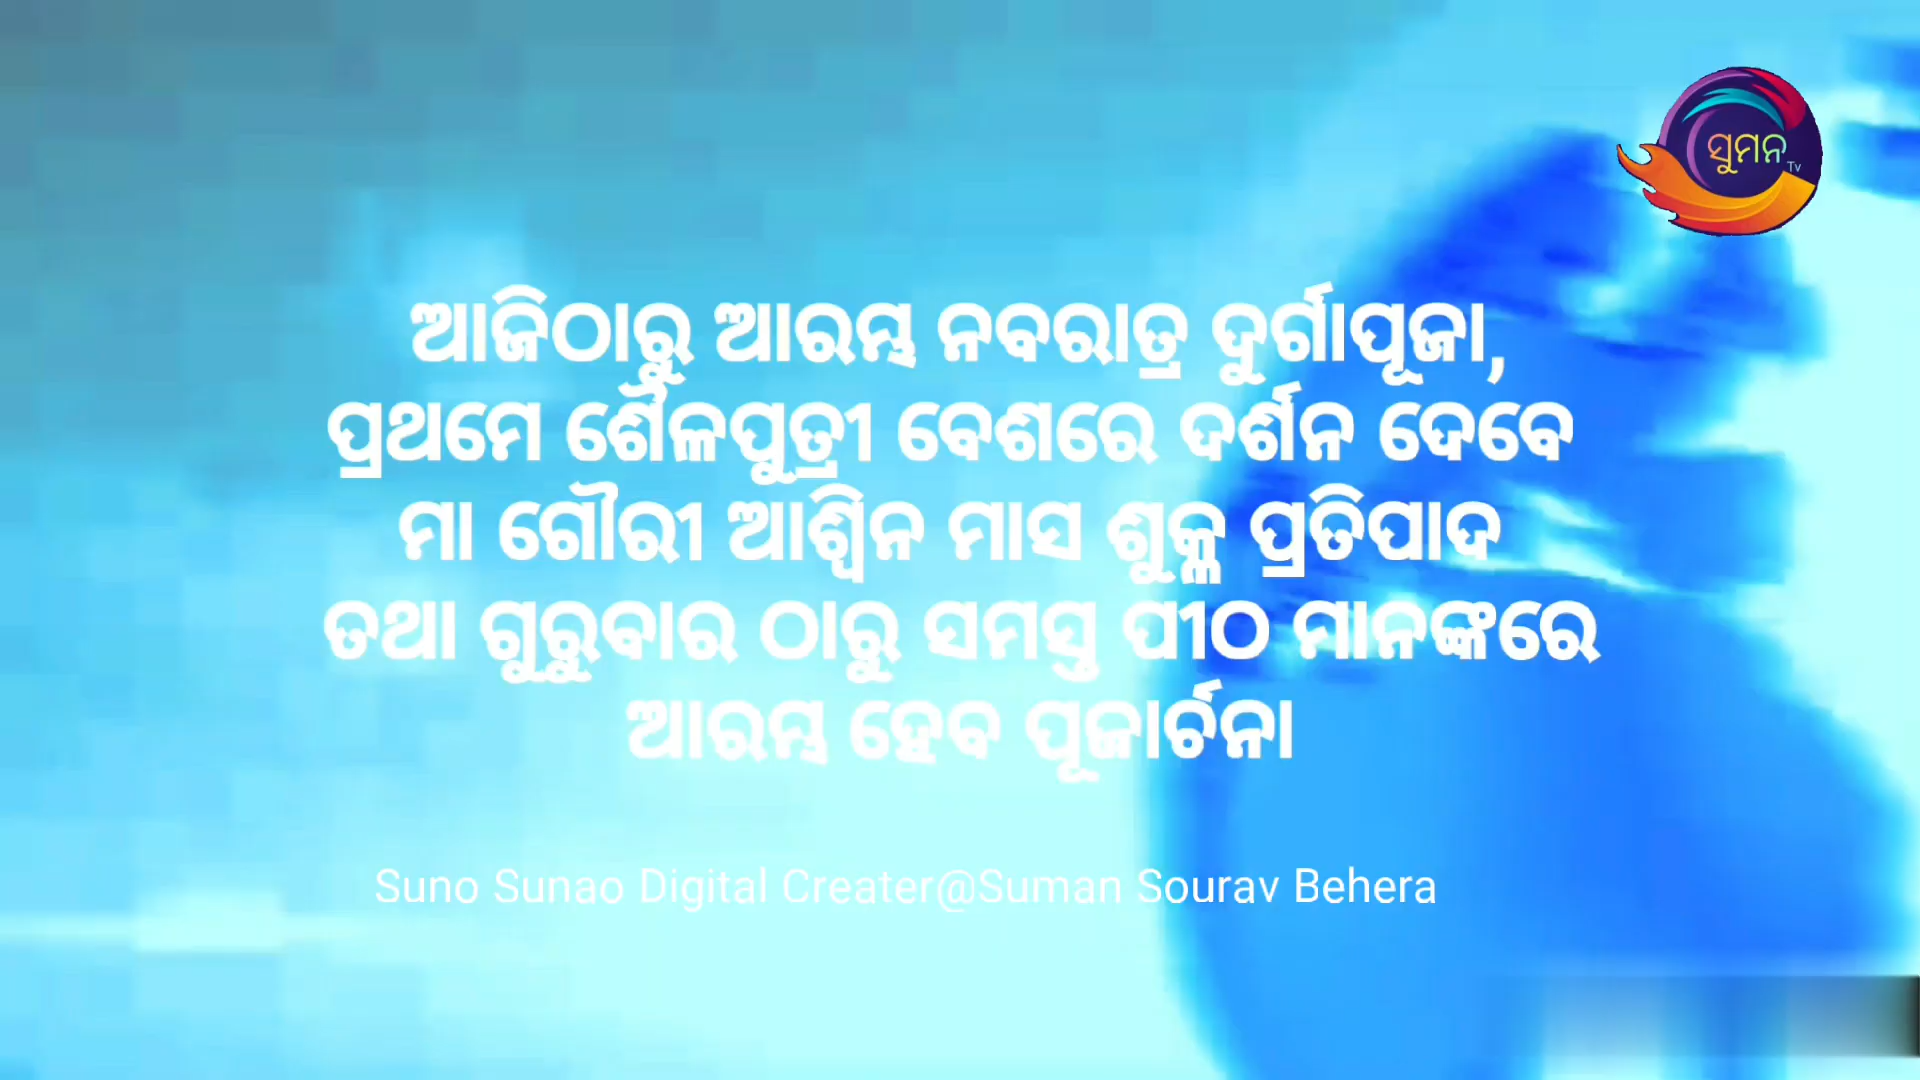 ସୁମନ
Tv
ଆଜିଠାରୁ ଆରମ୍ଭ ନବରାତ୍ର ଦୁର୍ଗାପୂଜା,
ପ୍ରଥମେ ଶୈଳପୁତ୍ରୀ ବେଶରେ ଦର୍ଶନ ଦେବେ
ମା ଗୌରୀ ଆଶ୍ୱିନ ମାସ ଶୁକ୍ଳ ପ୍ରତିପାଦ
ତଥା ଗୁରୁବାର ଠାରୁ ସମସ୍ତ ପୀଠ ମାନଙ୍କରେ
ଆରମ୍ଭ ହେବ ପୂଜାର୍ଚନା
Suno Sunao Digital Creater@Suman Sourav Behera